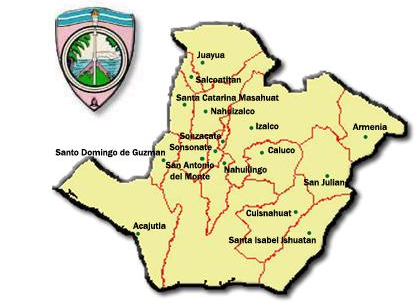 Juayua
Salcoatitan
Santa Catarina Masahuat
Nahuizalco
Sonzacate
Izalco
Armenia
Santo Domingo de Guzman
Sonsonate
Caluco
San Antonio
del Monte
Nahulingo
San Julian
Cuisnahuat
Acajutla
Santa Isabel Ishuatan